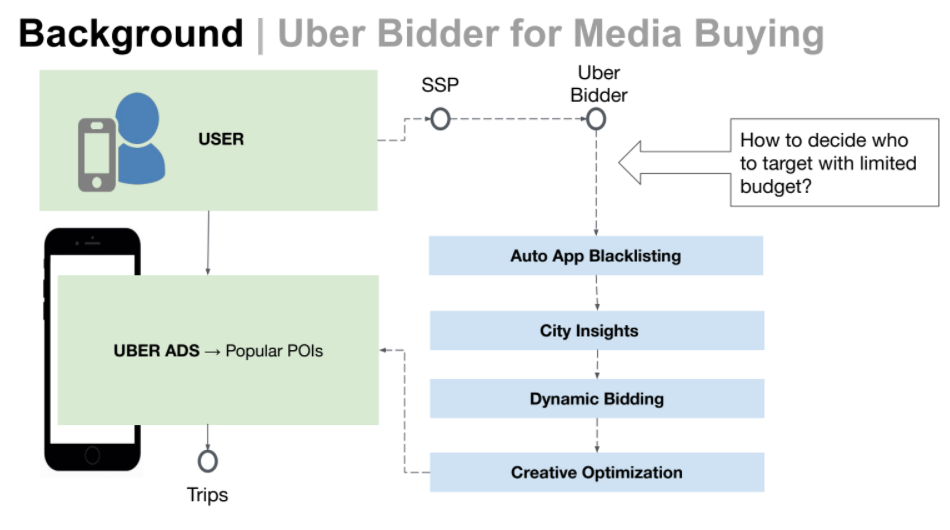 Background | Uber Bidder for Media Buying
SSP
Uber
Bidder
USER
How to decide who
to target with limited
budget?
Auto App Blacklisting
City Insights
UBER ADS → Popular POIs
Dynamic Bidding
Creative Optimization
Trips